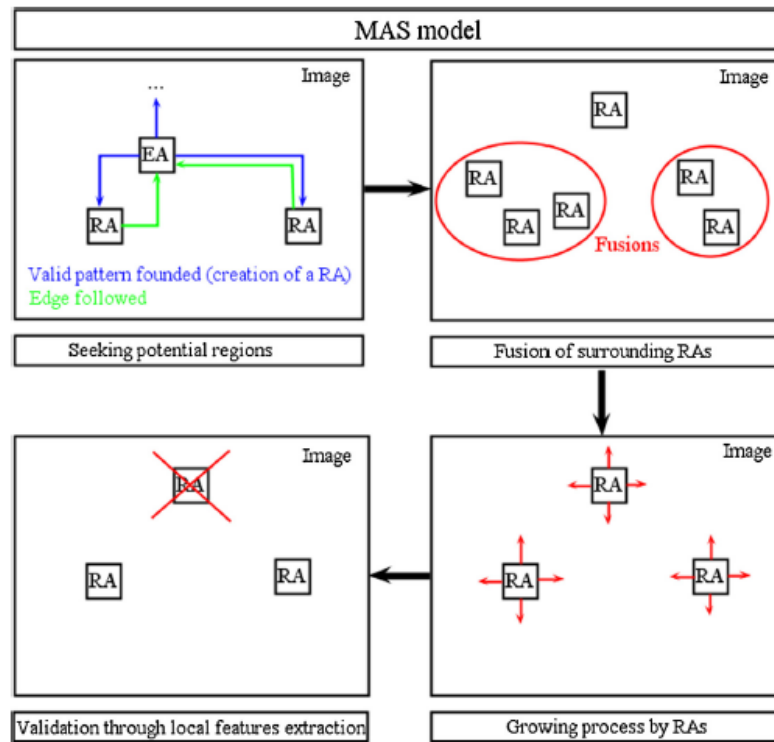 MAS model
Image
...
EA
RA
RA
Valid pattern founded (creation of a RA)
Edge followed
Seeking potential regions
Image
RA
RA
RA
RA
RA
RA
Fusions
Fusion of surrounding RAs
Image
RA
RA
RA
Validation through local features extraction
Image
RA
RA
RA
Growing process by RAs